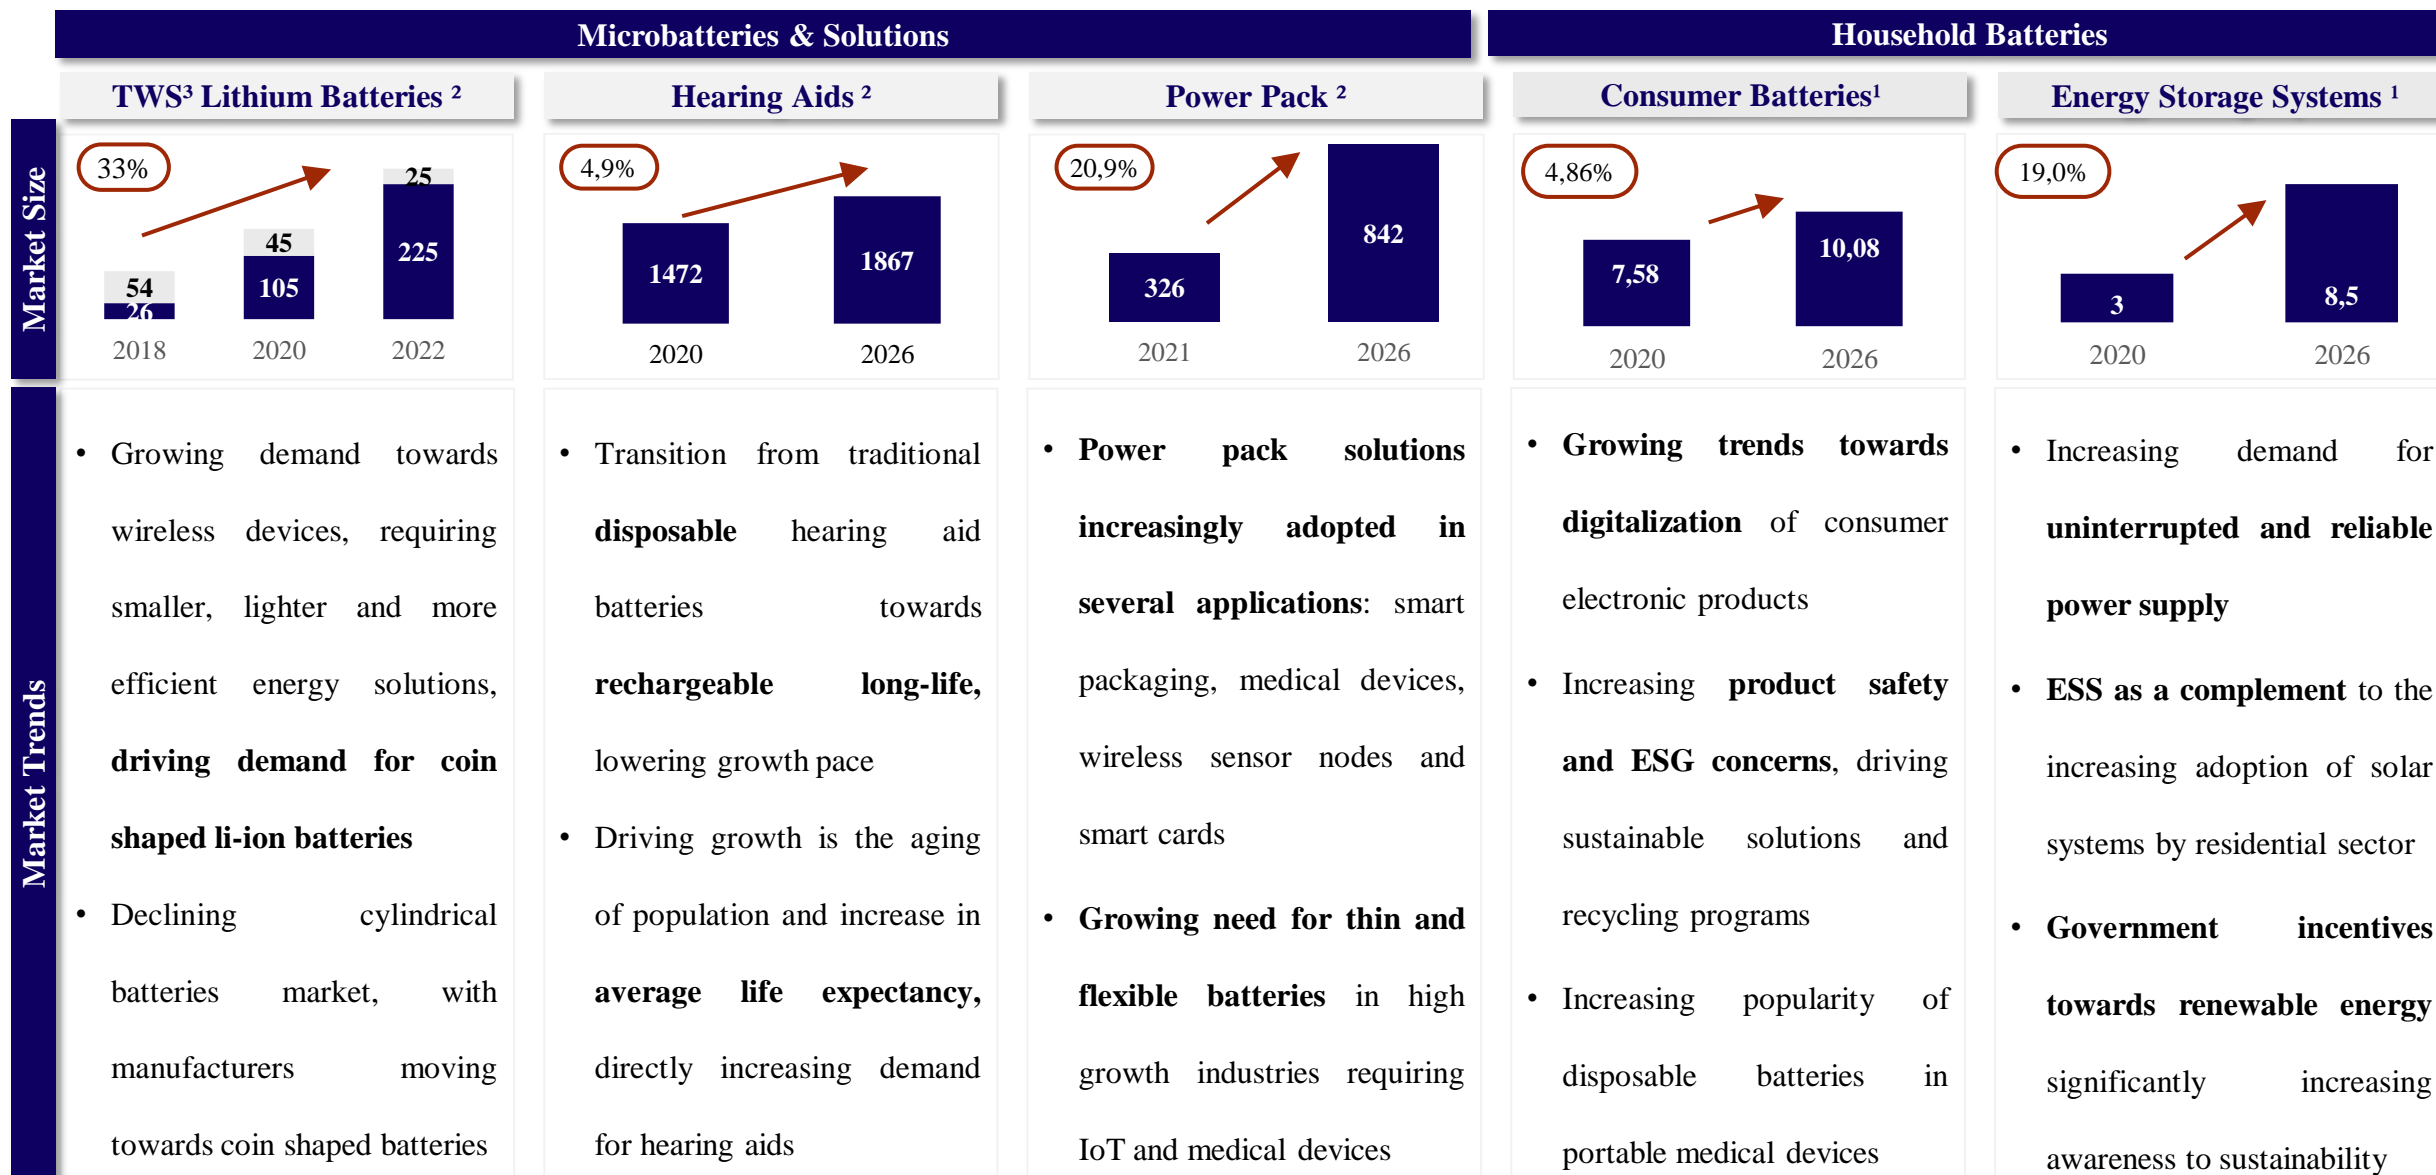 Microbatteries & Solutions
Household Batteries
TWS³ Lithium Batteries ²
Hearing Aids ²
Power Pack ²
Consumer Batteries¹
Energy Storage Systems ¹
Market Size
33%
54
26
45
105
25
225
2018
2020
2022
4,9%
1472
1867
2020
2026
20,9%
326
842
2021
2026
4,86%
7,58
10,08
2020
2026
19,0%
3
8,5
2020
2026
Market Trends
• Growing demand towards
wireless devices, requiring
smaller, lighter and more
efficient energy solutions,
driving demand for coin
shaped li-ion batteries
• Declining cylindrical
batteries market, with
manufacturers moving
towards coin shaped batteries
• Transition from traditional
disposable hearing aid
batteries towards
rechargeable long-life,
lowering growth pace
• Driving growth is the aging
of population and increase in
average life expectancy,
directly increasing demand
for hearing aids
• Power pack solutions
increasingly adopted in
several applications: smart
packaging, medical devices,
wireless sensor nodes and
smart cards
• Growing need for thin and
flexible batteries in high
growth industries requiring
IoT and medical devices
• Growing trends towards
digitalization of consumer
electronic products
• Increasing product safety
and ESG concerns, driving
sustainable solutions and
recycling programs
• Increasing popularity of
disposable batteries in
portable medical devices
• Increasing demand for
uninterrupted and reliable
power supply
• ESS as a complement to the
increasing adoption of solar
systems by residential sector
• Government incentives
towards renewable energy
significantly increasing
awareness to sustainability